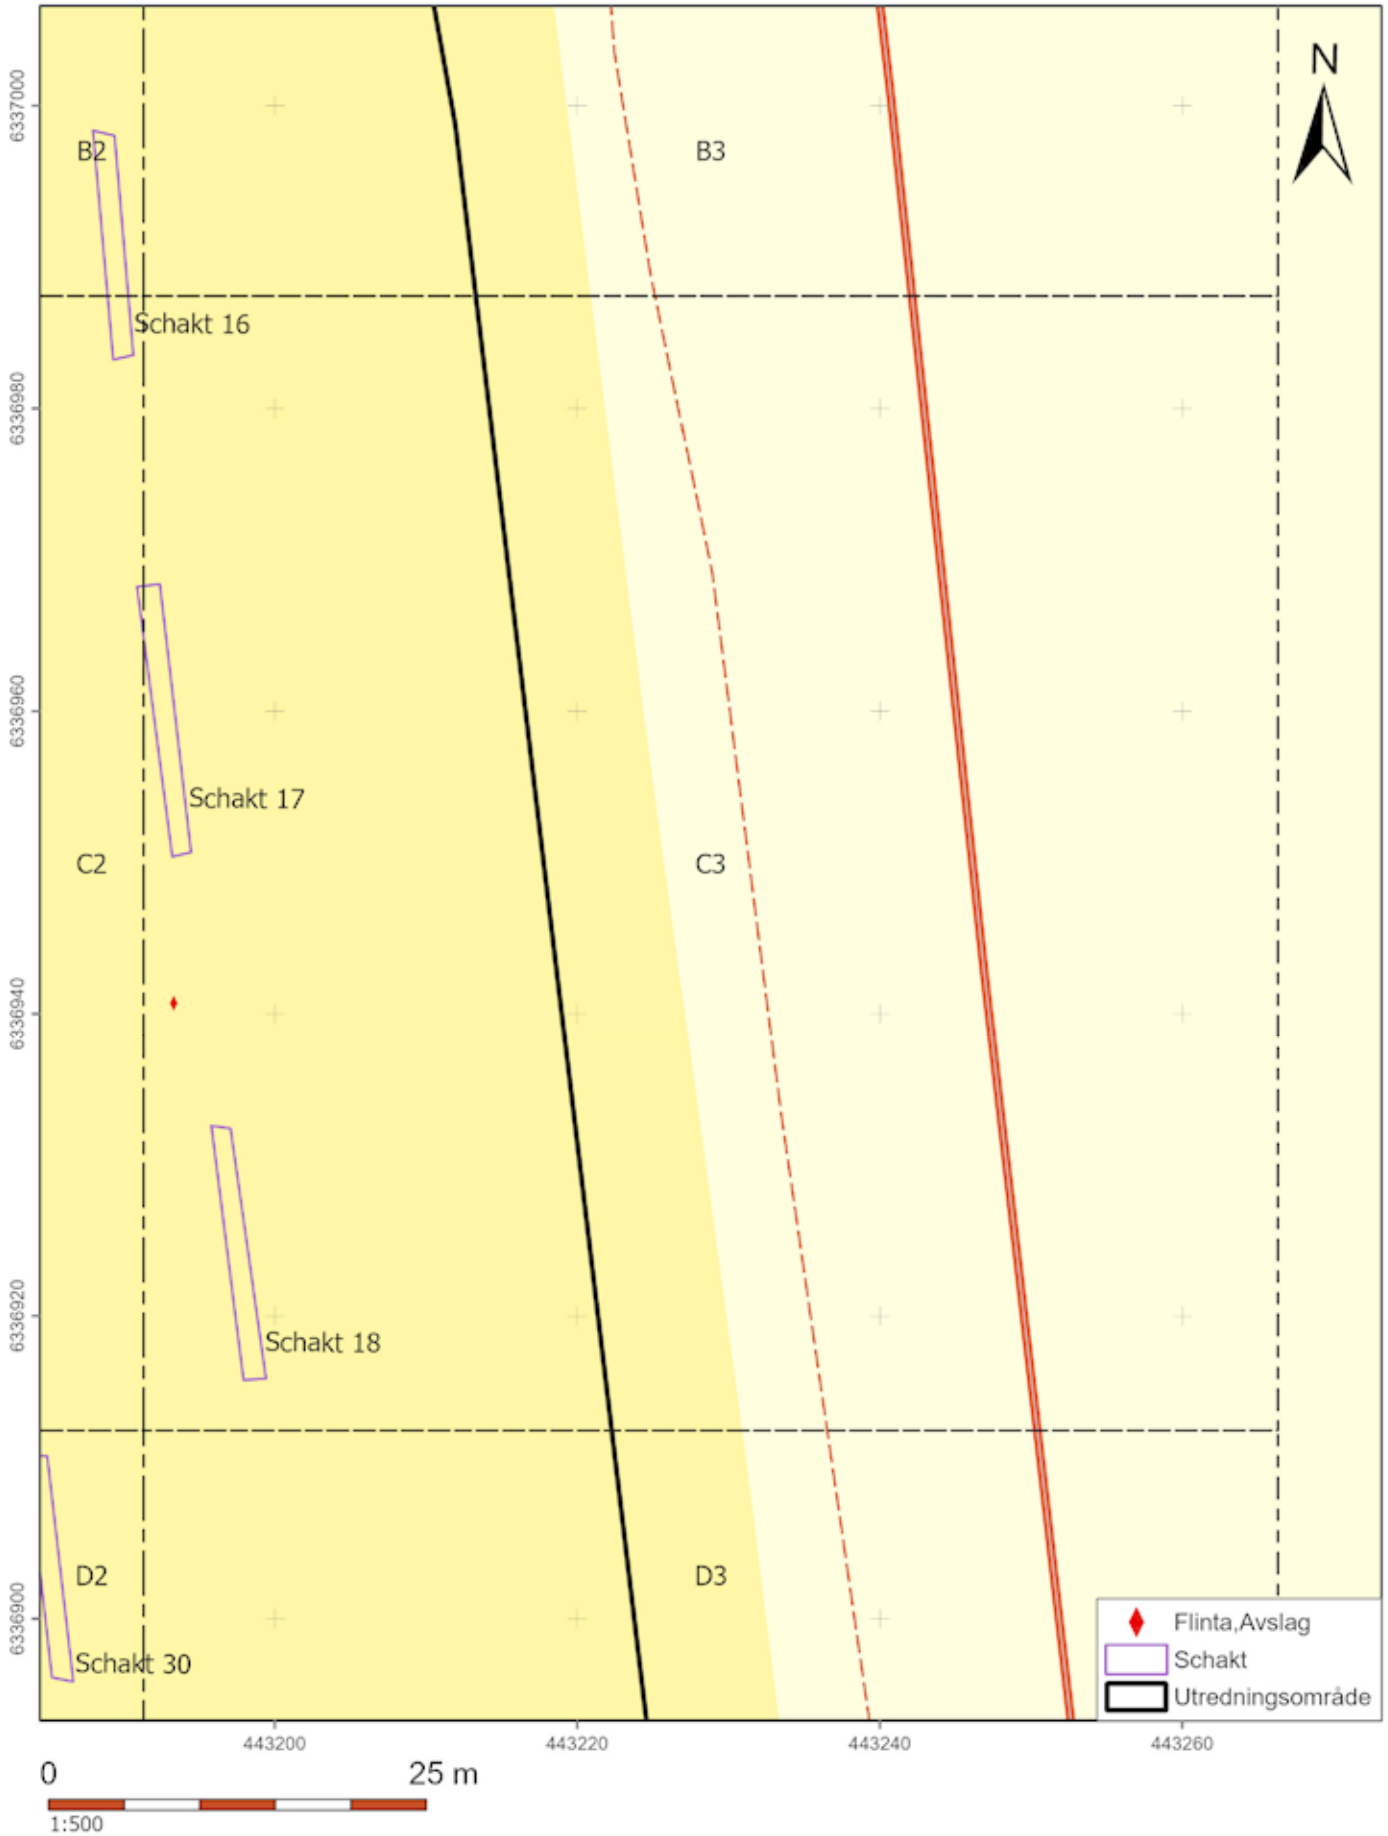 N
B2
B3
Schakt 16
Schakt 17
C2
C3
Schakt 18
D2
D3
Schakt 30
6337000
6336980
6336960
6336940
6336920
6336900
Flinta,Avslag
Schakt
Utredningsområde
443200
443220
443240
443260
0
25 m
1:500